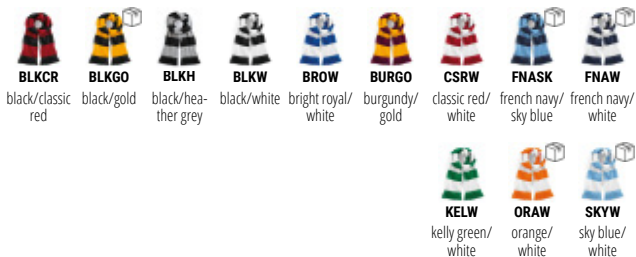 BLKCR BLKGO BLKH BLKW BROW BURGO CSRW FNASK FNAW
black/classic black/gold black/hea- black/white bright royal/ burgundy/ classic red/ french navy/ french navy/
red ther grey white gold white sky blue white
KELW ORAW SKYW
kelly green/ orange/ sky blue/
white white white